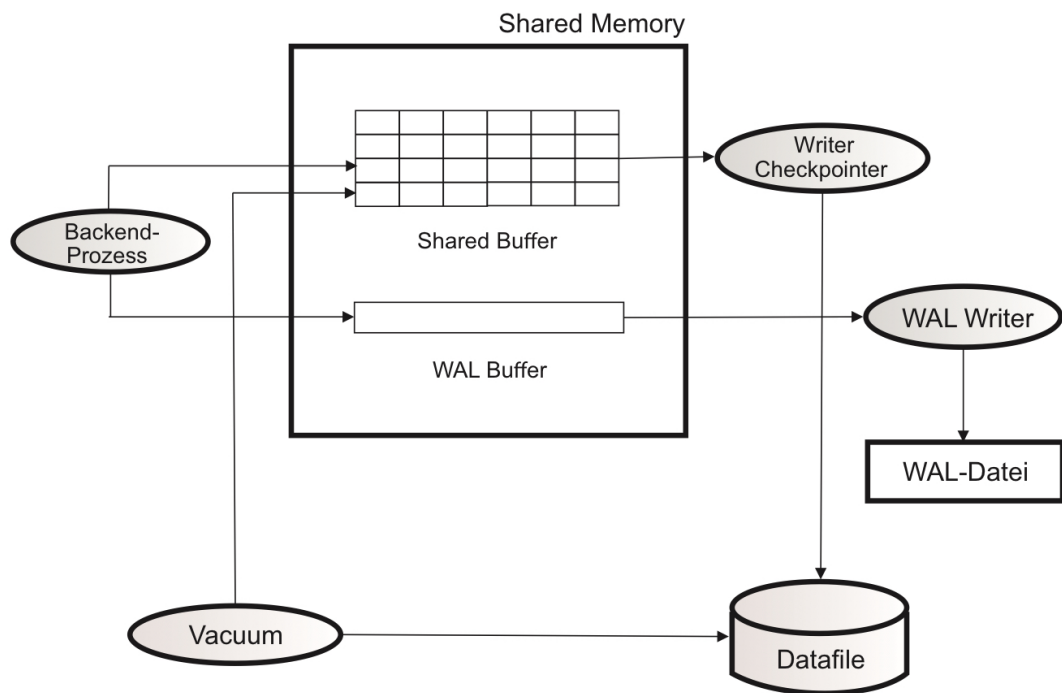 Shared Memory
Writer
Checkpointer
Backend-
Prozess
Shared Buffer
WAL Writer
WAL Buffer
WAL-Datei
Vacuum
Datafile